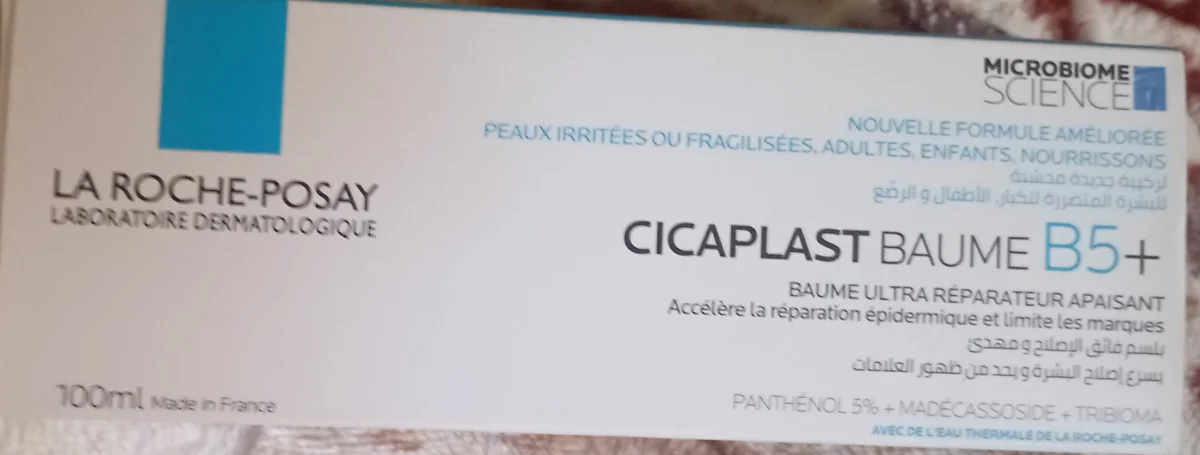 LA ROCHE-POSAY
LABORATOIRE DERMATOLOGIQUE
100ml Made in France
MICROBIOME
SCIENCE
NOUVELLE FORMULE AMÉLIORÉE
PEAUX IRRITÉES OU FRAGILISÉES, ADULTES, ENFANTS, NOURRISSONS
تركيبة جديدة محسّنة
للبشرة المتضررة للكبار، الأطفال و الرضّع
CICAPLAST BAUME B5+
BAUME ULTRA RÉPARATEUR APAISANT
Accélère la réparation épidermique et limite les marques
بلسم فائق الإصلاح و مهدئ
يسرع إصلاح البشرة و يحد من ظهور العلامات
PANTHÉNOL 5% + MADÉCASSOSIDE + TRIBIOMA
AVEC DE L'EAU THERMALE DE LA ROCHE-POSAY